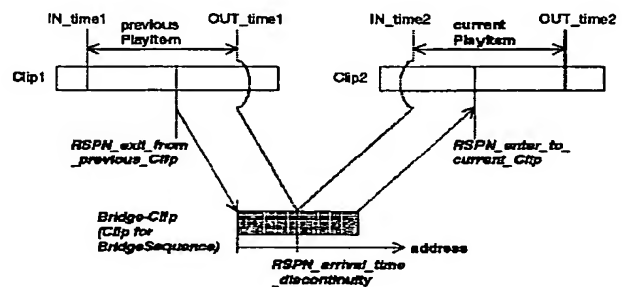 IN_time1
previous
PlayItem
OUT_time1
IN_time2
current
PlayItem
OUT_time2
Clip1
Clip2
RSPN_exit_from
_previous_Clip
RSPN_enter_to_
current_Clip
Bridge-Clip
(Clip for
BridgeSequence)
address
RSPN_arrival_time
_discontinuity